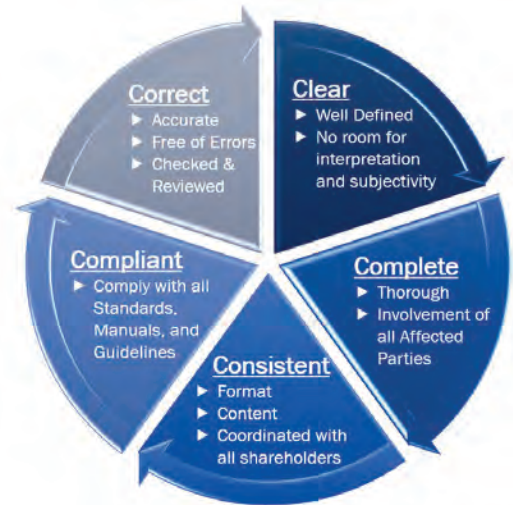 Clear
► Well Defined
► No room for
interpretation
and subjectivity
Complete
► Thorough
► Involvement of
all Affected
Parties
Consistent
► Format
► Content
► Coordinated with
all shareholders
Compliant
► Comply with all
Standards,
Manuals, and
Guidelines
Correct
► Accurate
► Free of Errors
► Checked &
Reviewed